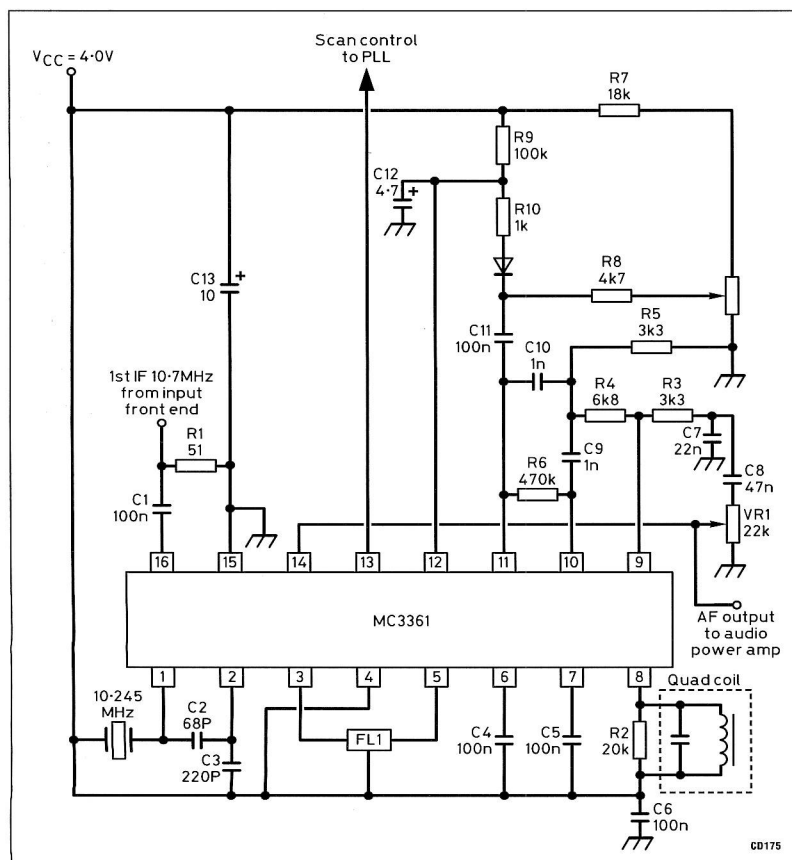 VCC = 4·0V
Scan control
to PLL
R7
18k
R9
100k
C12
4·7
+
R10
1k
C13
10
+
R8
4k7
C11
100n
C10
1n
R5
3k3
1st IF 10·7MHz
from input
front end
R4
6k8
R3
3k3
R1
51
C9
1n
C7
22n
C8
47n
R6
470k
C1
100n
VR1
22k
16
15
14
13
12
11
10
9
MC3361
AF output
to audio
power amp
1
2
3
4
5
6
7
8
Quad coil
10·245
MHz
C2
68P
FL1
C4
100n
C5
100n
R2
20k
C3
220P
C6
100n
CD175